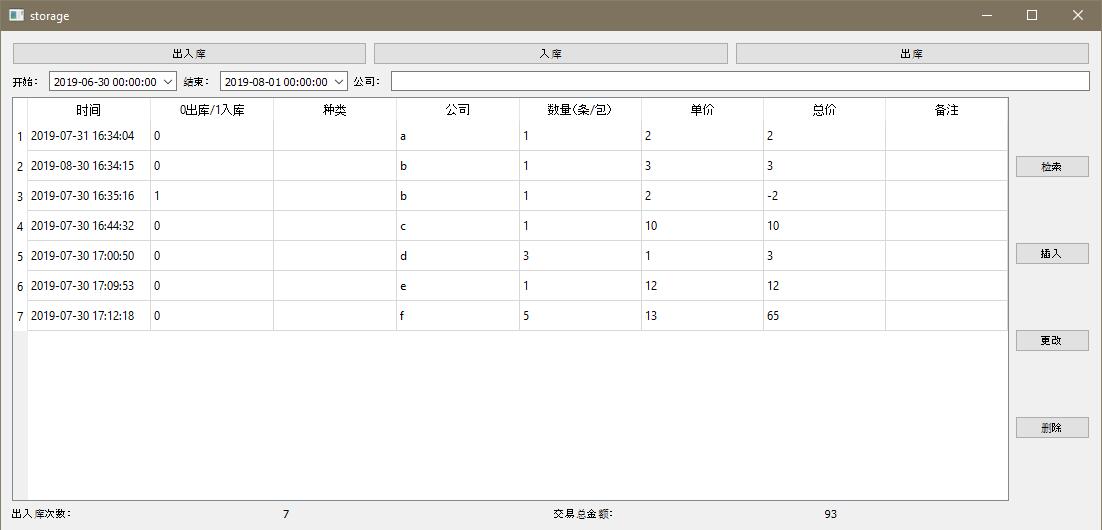 storage
出入库 入库 出库
开始: 2019-06-30 00:00:00 结束: 2019-08-01 00:00:00 公司:
时间 0出库/1入库 种类 公司 数量(条/包) 单价 总价 备注
1 2019-07-31 16:34:04 0 a 1 2 2
2 2019-08-30 16:34:15 0 b 1 3 3
检索
3 2019-07-30 16:35:16 1 b 1 2 -2
4 2019-07-30 16:44:32 0 c 1 10 10
5 2019-07-30 17:00:50 0 d 3 1 3
插入
6 2019-07-30 17:09:53 0 e 1 12 12
7 2019-07-30 17:12:18 0 f 5 13 65
更改
删除
出入库次数: 7 交易总金额: 93